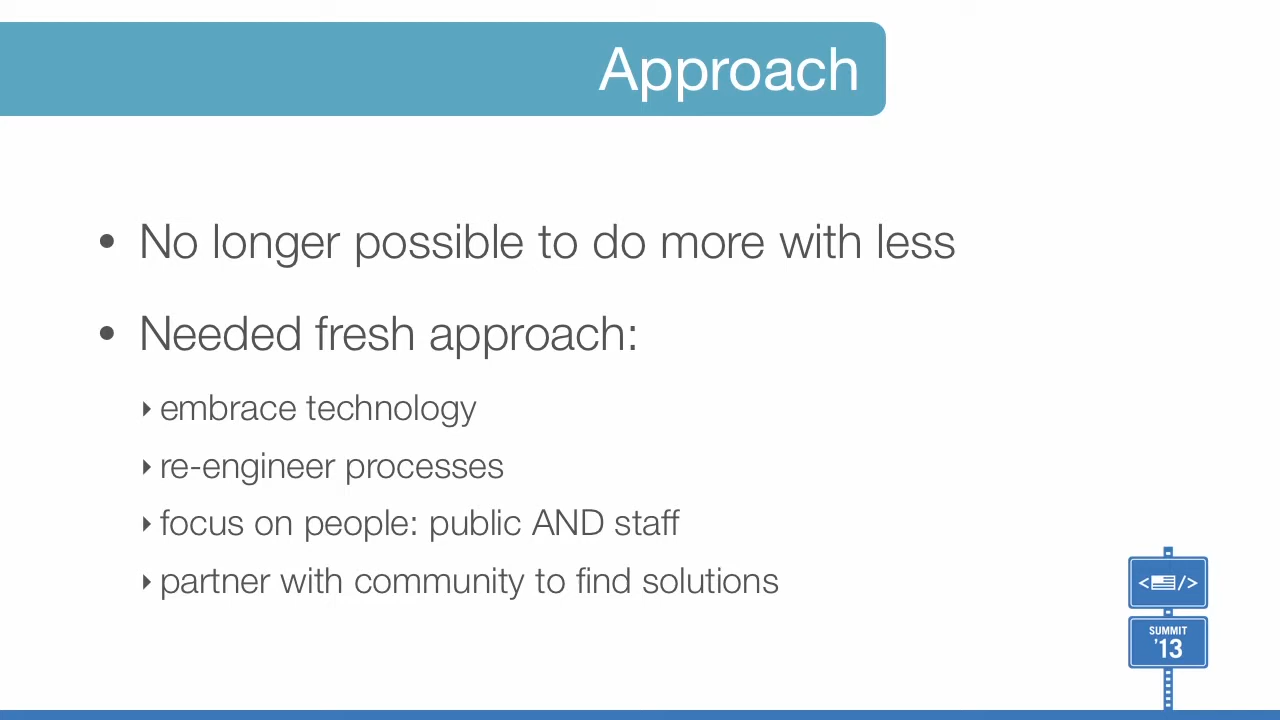 Approach
• No longer possible to do more with less
• Needed fresh approach:
‣ embrace technology
‣ re-engineer processes
‣ focus on people: public AND staff
‣ partner with community to find solutions
< />
SUMMIT
'13